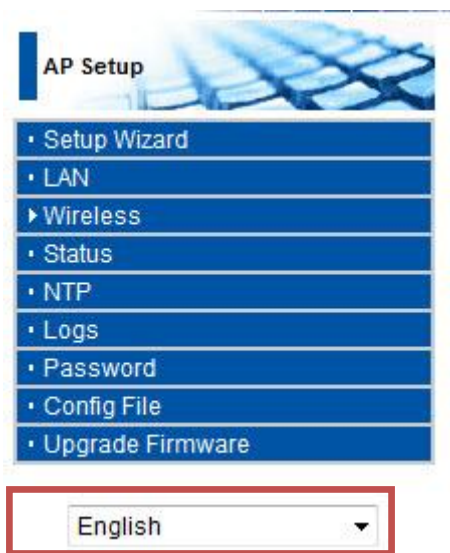 AP Setup
Setup Wizard
LAN
Wireless
Status
NTP
Logs
Password
Config File
Upgrade Firmware
English